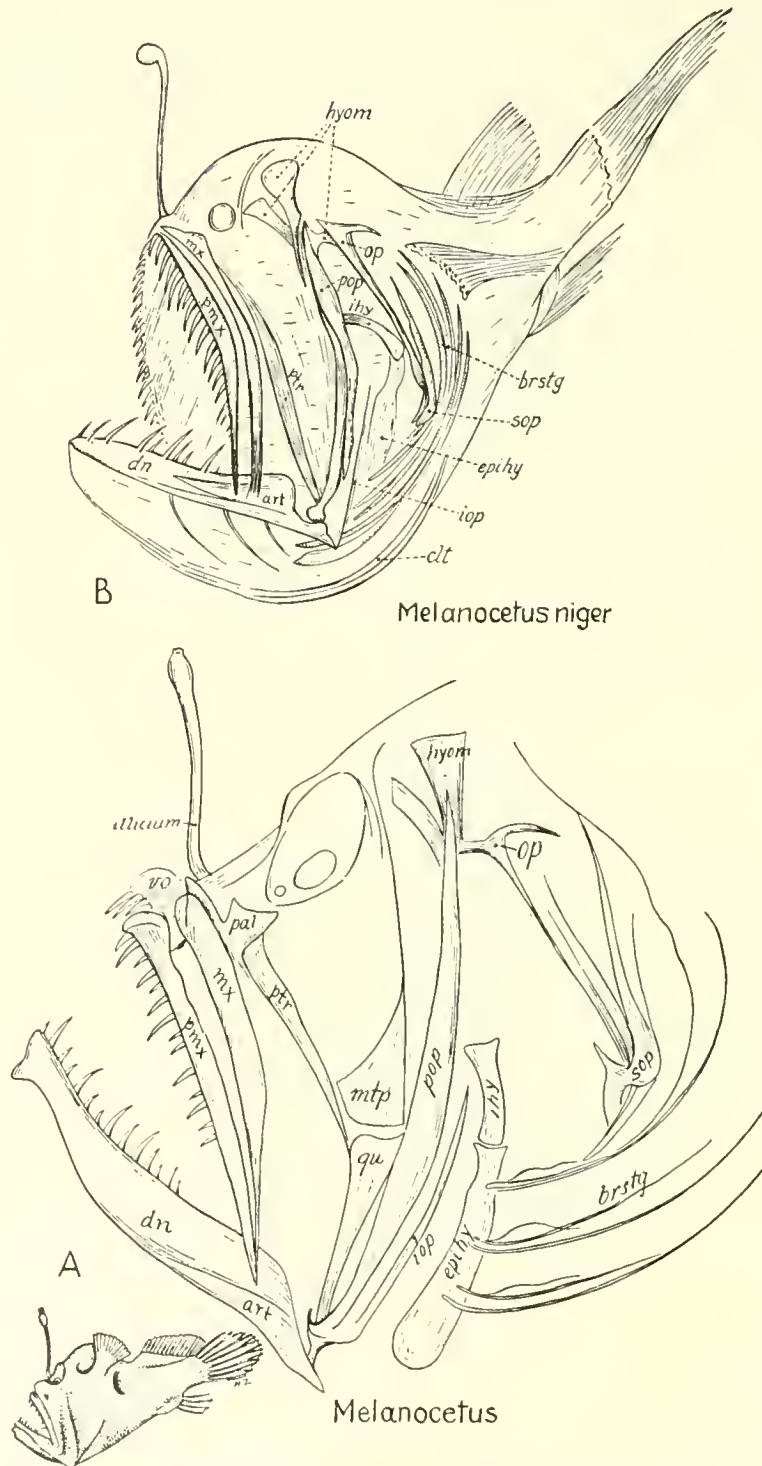 hyom
mx
op
pop
pmx
ihy
ptr
brstg
sop
dn
epihy
art
iop
clt
B
Melanocetus niger
hyom
illicium
op
vo
pal
mx
ptr
pmx
pop
sop
mtp
ihy
qu
brstg
dn
iop
epihy
A
art
Melanocetus